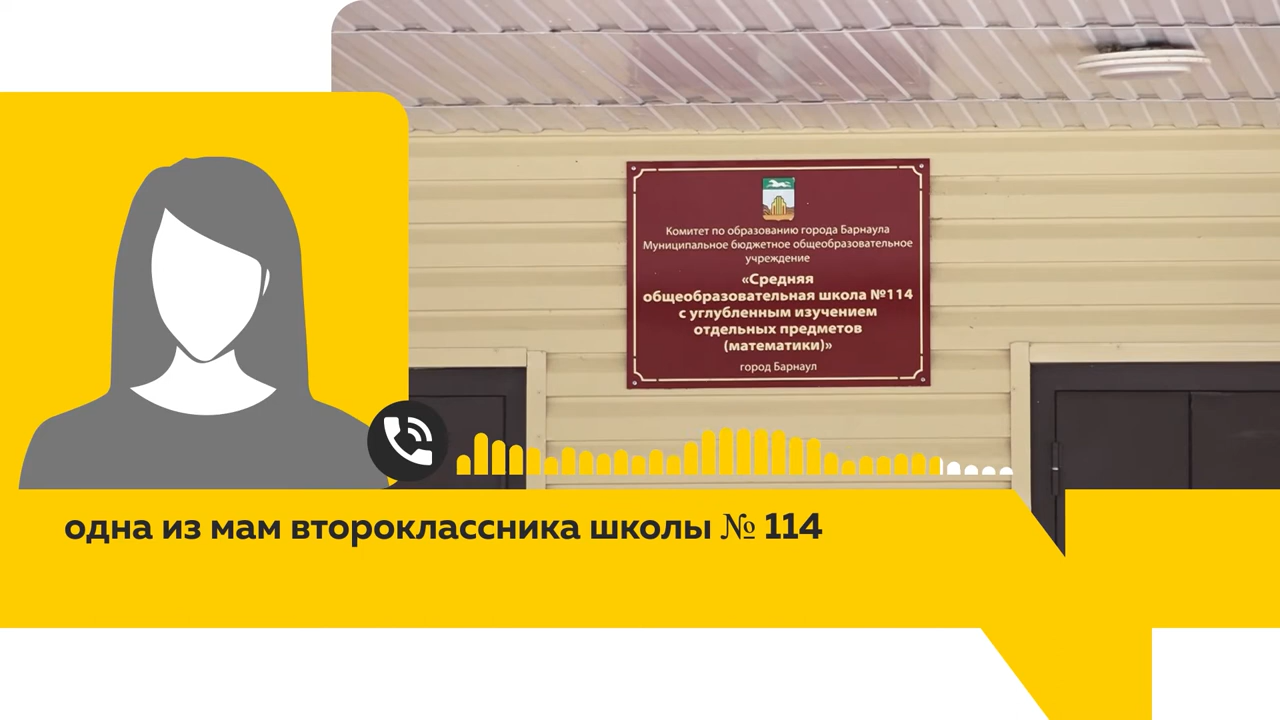 Комитет по образованию города Барнаула
Муниципальное бюджетное общеобразовательное
учреждение
«Средняя
общеобразовательная школа №114
с углубленным изучением
отдельных предметов
(математики)»
город Барнаул
одна из мам второклассника школы № 114